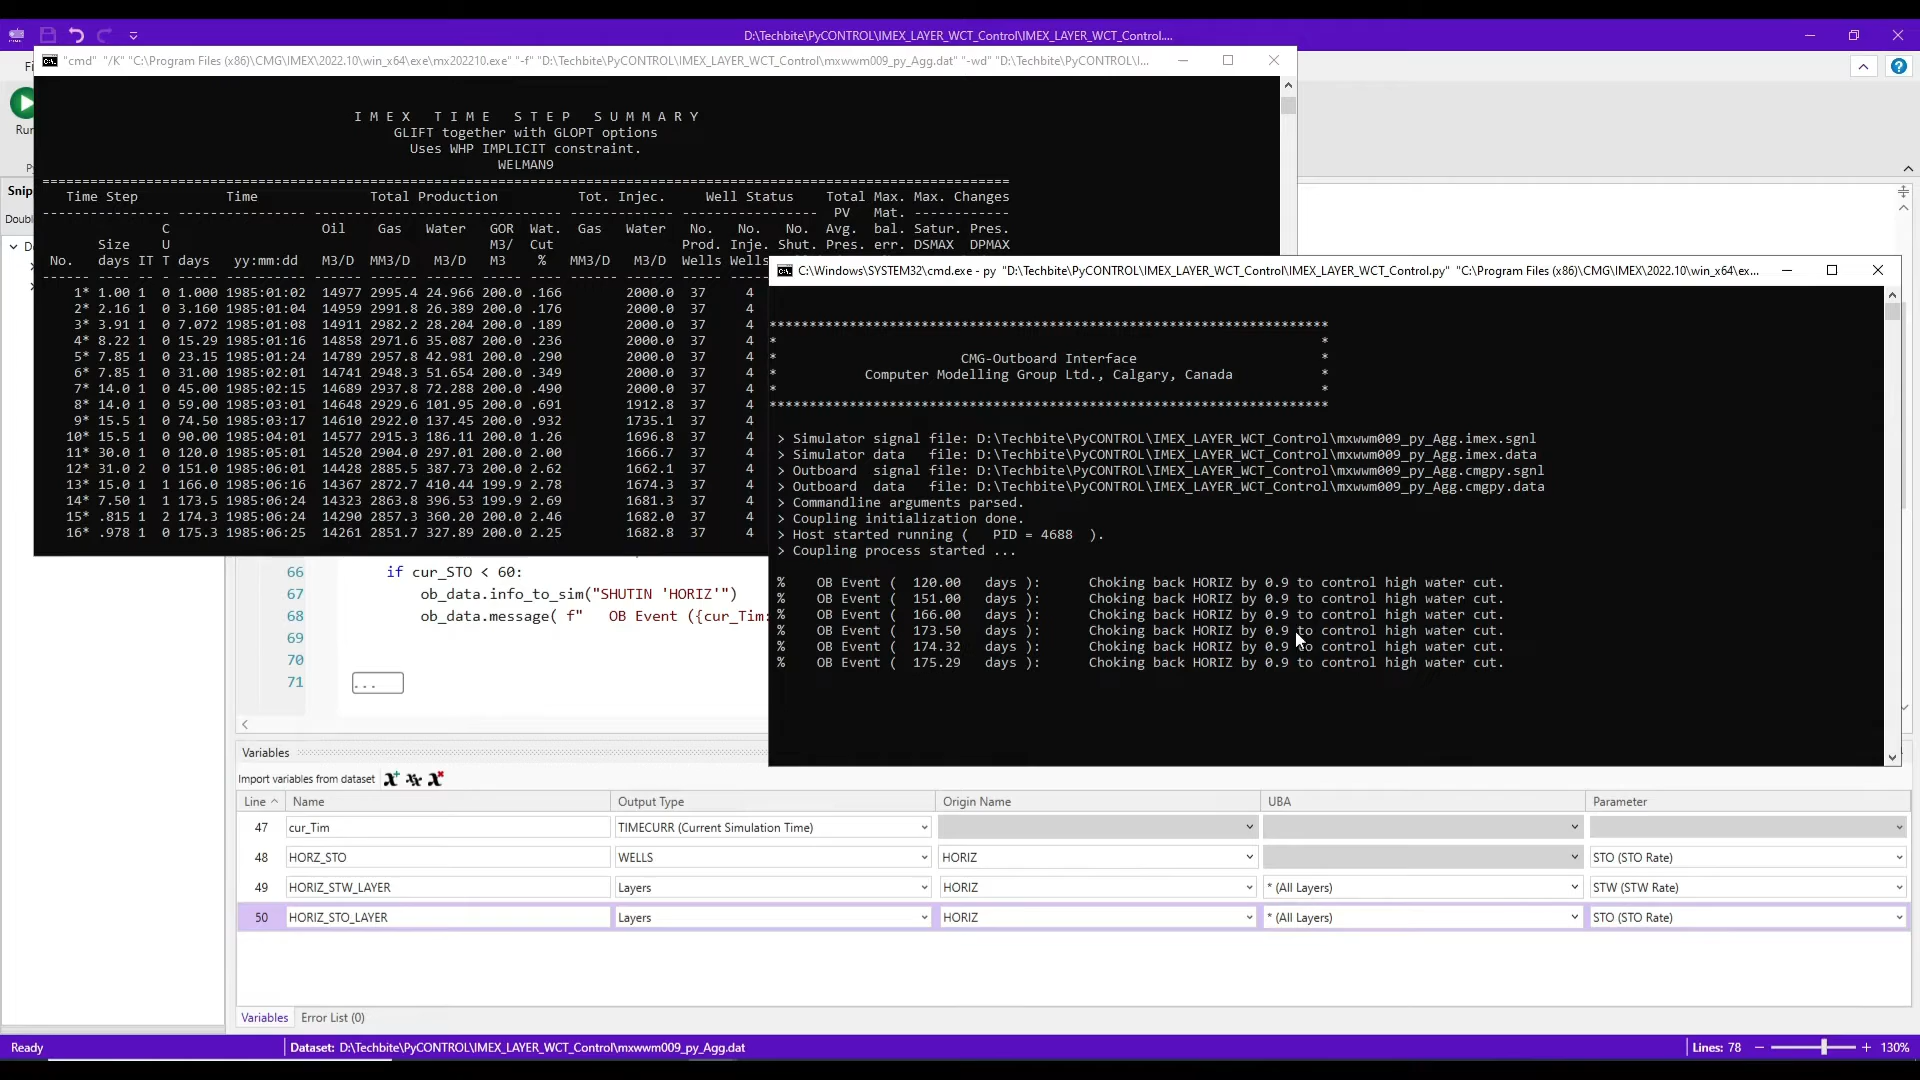 D:\Techbite\PyCONTROL\IMEX_LAYER_WCT_Control\IMEX_LAYER_WCT_Control....
"cmd" "/K" "C:\Program Files (x86)\CMG\IMEX\2022.10\win_x64\exe\mx202210.exe" "-f" "D:\Techbite\PyCONTROL\IMEX_LAYER_WCT_Control\mxwwm009_py_Agg.dat" "-wd" "D:\Techbite\PyCONTROL\IMEX_LAYER_WCT_Control\I...
I M E X T I M E S T E P S U M M A R Y
GLIFT together with GLOPT options
Uses WHP IMPLICIT constraint.
WELMAN9
Time Step Time Total Production Tot. Injec. Well Status Total Max. Max. Changes
PV Mat.
C Oil Gas Water GOR Wat. Gas Water No. No. No. Avg. bal. Satur. Pres.
Size U M3/ Cut Prod. Inje. Shut. Pres. err. DSMAX DPMAX
No. days IT T days yy:mm:dd M3/D MM3/D M3/D M3 % MM3/D M3/D Wells Wells
1* 1.00 1 0 1.000 1985:01:02 14977 2995.4 24.966 200.0 .166 2000.0 37 4
2* 2.16 1 0 3.160 1985:01:04 14959 2991.8 26.389 200.0 .176 2000.0 37 4
3* 3.91 1 0 7.072 1985:01:08 14911 2982.2 28.204 200.0 .189 2000.0 37 4
4* 8.22 1 0 15.29 1985:01:16 14858 2971.6 35.087 200.0 .236 2000.0 37 4
5* 7.85 1 0 23.15 1985:01:24 14789 2957.8 42.981 200.0 .290 2000.0 37 4
6* 7.85 1 0 31.00 1985:02:01 14741 2948.3 51.654 200.0 .349 2000.0 37 4
7* 14.0 1 0 45.00 1985:02:15 14689 2937.8 72.288 200.0 .490 2000.0 37 4
8* 14.0 1 0 59.00 1985:03:01 14648 2929.6 101.95 200.0 .691 1912.8 37 4
9* 15.5 1 0 74.50 1985:03:17 14610 2922.0 137.45 200.0 .932 1735.1 37 4
10* 15.5 1 0 90.00 1985:04:01 14577 2915.3 186.11 200.0 1.26 1696.8 37 4
11* 30.0 1 0 120.0 1985:05:01 14520 2904.0 297.01 200.0 2.00 1666.7 37 4
12* 31.0 2 0 151.0 1985:06:01 14428 2885.5 387.73 200.0 2.62 1662.1 37 4
13* 15.0 1 1 166.0 1985:06:16 14367 2872.7 410.44 199.9 2.78 1674.3 37 4
14* 7.50 1 1 173.5 1985:06:24 14323 2863.8 396.53 199.9 2.69 1681.3 37 4
15* .815 1 2 174.3 1985:06:24 14290 2857.3 360.20 200.0 2.46 1682.0 37 4
16* .978 1 0 175.3 1985:06:25 14261 2851.7 327.89 200.0 2.25 1682.8 37 4
C:\Windows\SYSTEM32\cmd.exe - py "D:\Techbite\PyCONTROL\IMEX_LAYER_WCT_Control\IMEX_LAYER_WCT_Control.py" "C:\Program Files (x86)\CMG\IMEX\2022.10\win_x64\ex...
***********************************************************************
* *
* CMG-Outboard Interface *
* Computer Modelling Group Ltd., Calgary, Canada *
* *
***********************************************************************
> Simulator signal file: D:\Techbite\PyCONTROL\IMEX_LAYER_WCT_Control\mxwwm009_py_Agg.imex.sgnl
> Simulator data file: D:\Techbite\PyCONTROL\IMEX_LAYER_WCT_Control\mxwwm009_py_Agg.imex.data
> Outboard signal file: D:\Techbite\PyCONTROL\IMEX_LAYER_WCT_Control\mxwwm009_py_Agg.cmgpy.sgnl
> Outboard data file: D:\Techbite\PyCONTROL\IMEX_LAYER_WCT_Control\mxwwm009_py_Agg.cmgpy.data
> Commandline arguments parsed.
> Coupling initialization done.
> Host started running ( PID = 4688 ).
> Coupling process started ...
% OB Event ( 120.00 days ): Choking back HORIZ by 0.9 to control high water cut.
% OB Event ( 151.00 days ): Choking back HORIZ by 0.9 to control high water cut.
% OB Event ( 166.00 days ): Choking back HORIZ by 0.9 to control high water cut.
% OB Event ( 173.50 days ): Choking back HORIZ by 0.9 to control high water cut.
% OB Event ( 174.32 days ): Choking back HORIZ by 0.9 to control high water cut.
% OB Event ( 175.29 days ): Choking back HORIZ by 0.9 to control high water cut.
66 if cur_STO < 60:
67 ob_data.info_to_sim("SHUTIN 'HORIZ'")
68 ob_data.message( f" OB Event ({cur_Tim:
69
70
71 ...
Variables
Import variables from dataset
Line Name Output Type Origin Name UBA Parameter
47 cur_Tim TIMECURR (Current Simulation Time)
48 HORZ_STO WELLS HORIZ STO (STO Rate)
49 HORIZ_STW_LAYER Layers HORIZ * (All Layers) STW (STW Rate)
50 HORIZ_STO_LAYER Layers HORIZ * (All Layers) STO (STO Rate)
Variables Error List (0)
Ready Dataset: D:\Techbite\PyCONTROL\IMEX_LAYER_WCT_Control\mxwwm009_py_Agg.dat Lines: 78 130%